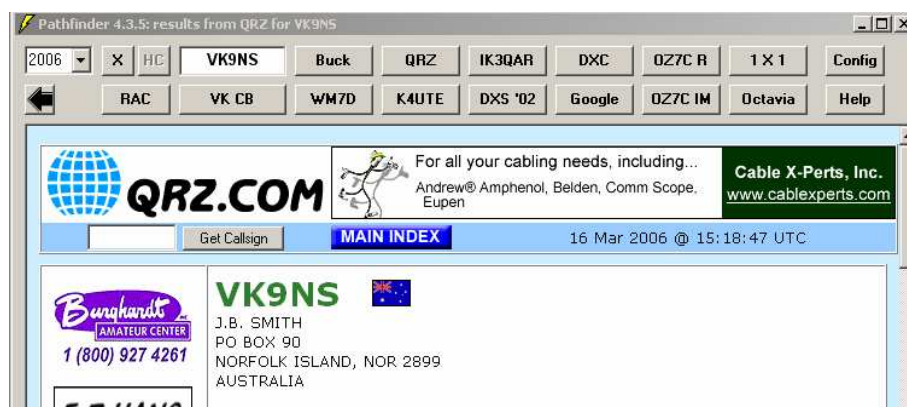 Pathfinder 4.3.5: results from QRZ for VK9NS
2006 X HC VK9NS Buck QRZ IK3QAR DXC OZ7C R 1 X 1 Config
RAC VK CB WM7D K4UTE DXS '02 Google OZ7C IM Octavia Help
QRZ.COM
For all your cabling needs, including...
Andrew® Amphenol, Belden, Comm Scope,
Eupen
Cable X-Perts, Inc.
www.cablexperts.com
Get Callsign MAIN INDEX 16 Mar 2006 @ 15:18:47 UTC
Burghardt
AMATEUR CENTER
1 (800) 927 4261
VK9NS
J.B. SMITH
PO BOX 90
NORFOLK ISLAND, NOR 2899
AUSTRALIA